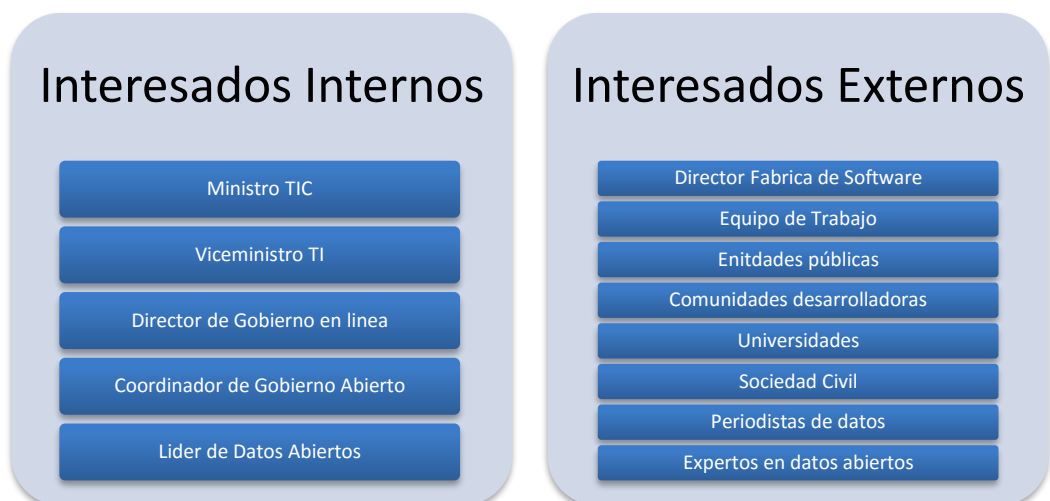 Interesados Internos
Ministro TIC
Viceministro TI
Director de Gobierno en linea
Coordinador de Gobierno Abierto
Lider de Datos Abiertos
Interesados Externos
Director Fabrica de Software
Equipo de Trabajo
Enitdades públicas
Comunidades desarrolladoras
Universidades
Sociedad Civil
Periodistas de datos
Expertos en datos abiertos